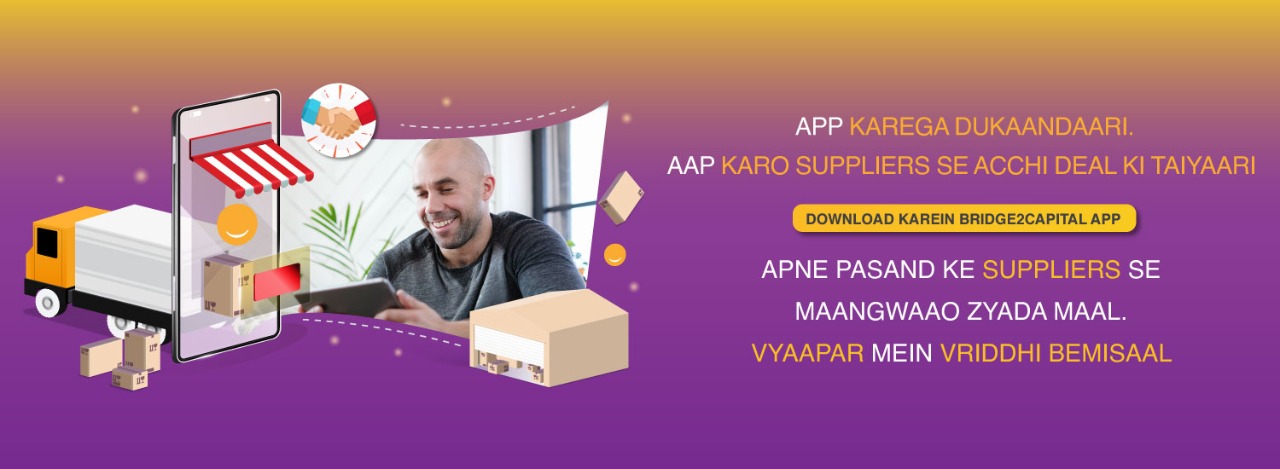 APP KAREGA DUKAANDAARI.
AAP KARO SUPPLIERS SE ACCHI DEAL KI TAIYAARI
DOWNLOAD KAREIN BRIDGE2CAPITAL APP
APNE PASAND KE SUPPLIERS SE
MAANGWAAO ZYADA MAAL.
VYAAPAR MEIN VRIDDHI BEMISAAL